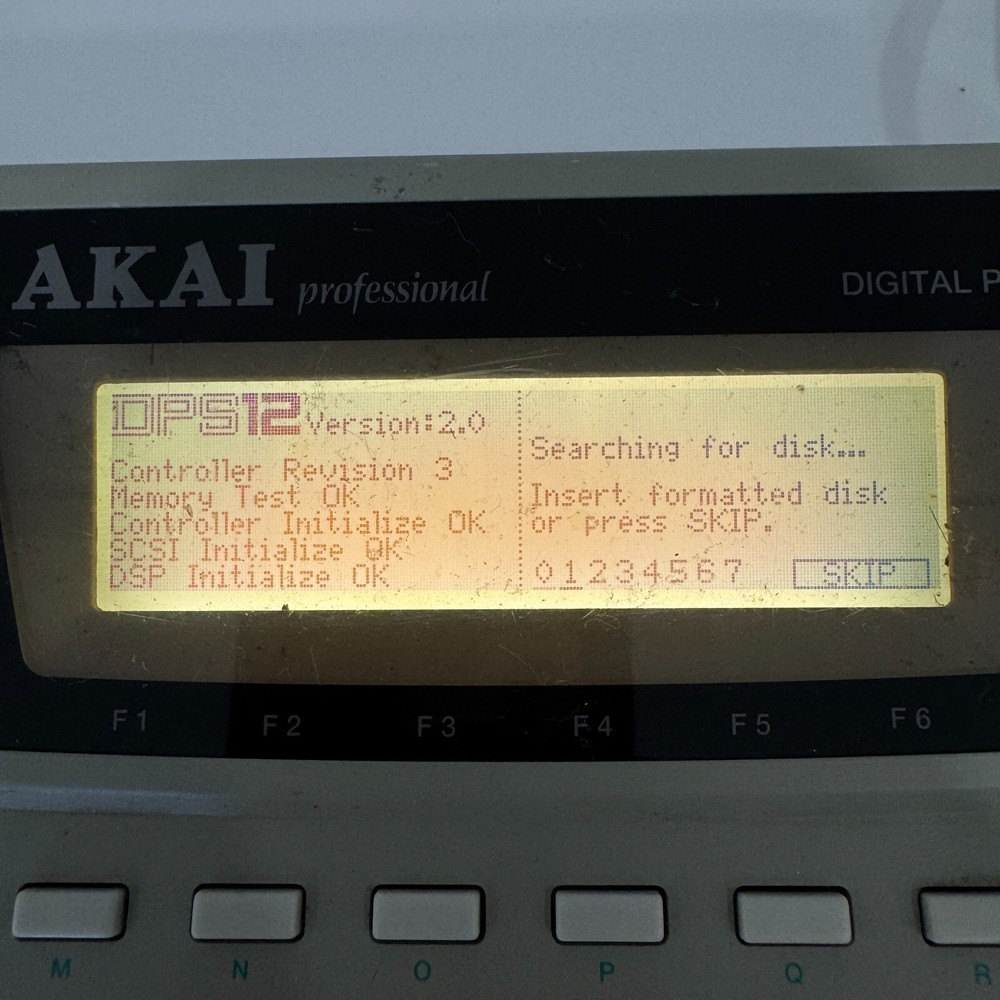 AKAI professional
DIGITAL P
DPS12 Version:2.0
Controller Revision 3
Memory Test OK
Controller Initialize OK
SCSI Initialize OK
DSP Initialize OK
Searching for disk...
Insert formatted disk
or press SKIP.
01234567 SKIP
F1 F2 F3 F4 F5 F6
M N O P Q R